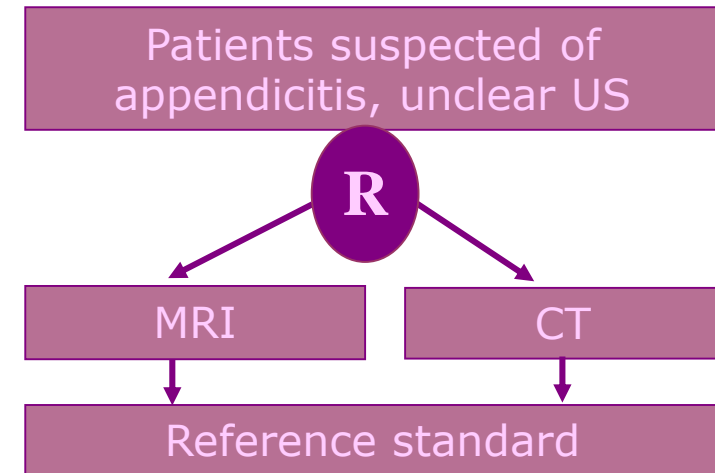 Patients suspected of
appendicitis, unclear US
R
MRI
CT
Reference standard